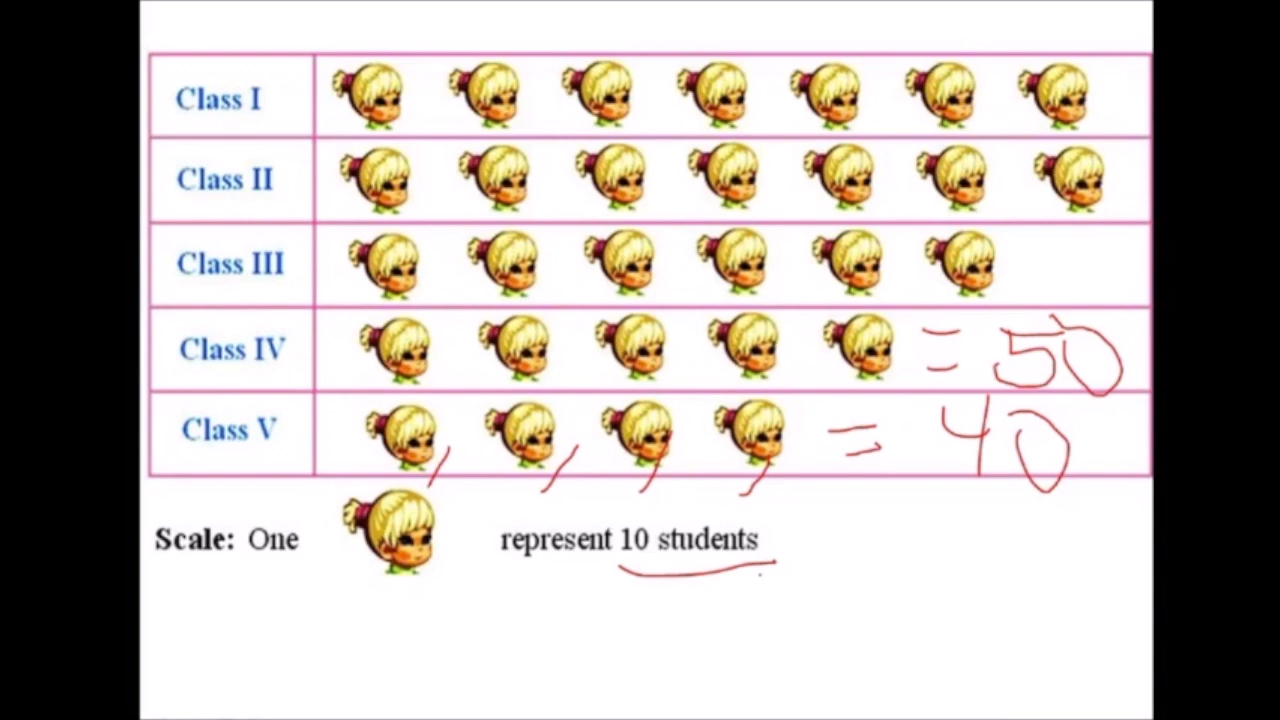 Class I
Class II
Class III
Class IV = 50
Class V = 40
Scale: One represent 10 students